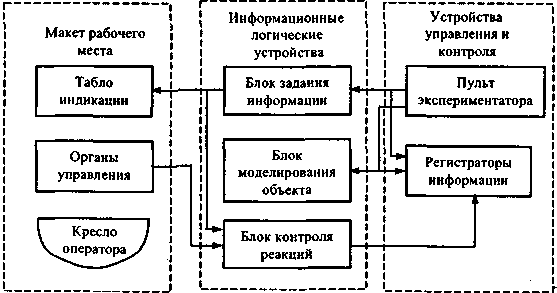 Макет рабочего
места
Табло
индикации
Органы
управления
Кресло
оператора
Информационные
логические
устройства
Блок задания
информации
Блок
моделирования
объекта
Блок контроля
реакций
Устройства
управления и
контроля
Пульт
экспериментатора
Регистраторы
информации